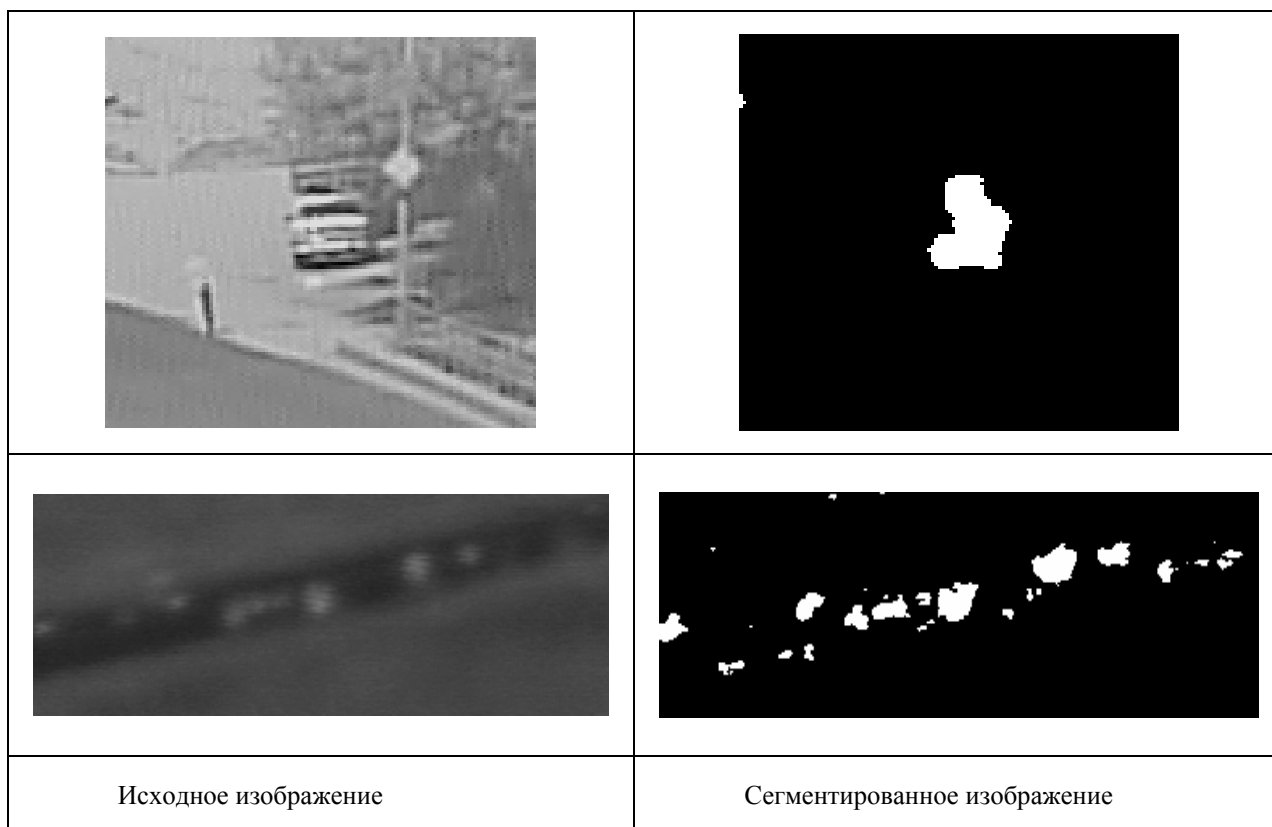 Исходное изображение
Сегментированное изображение